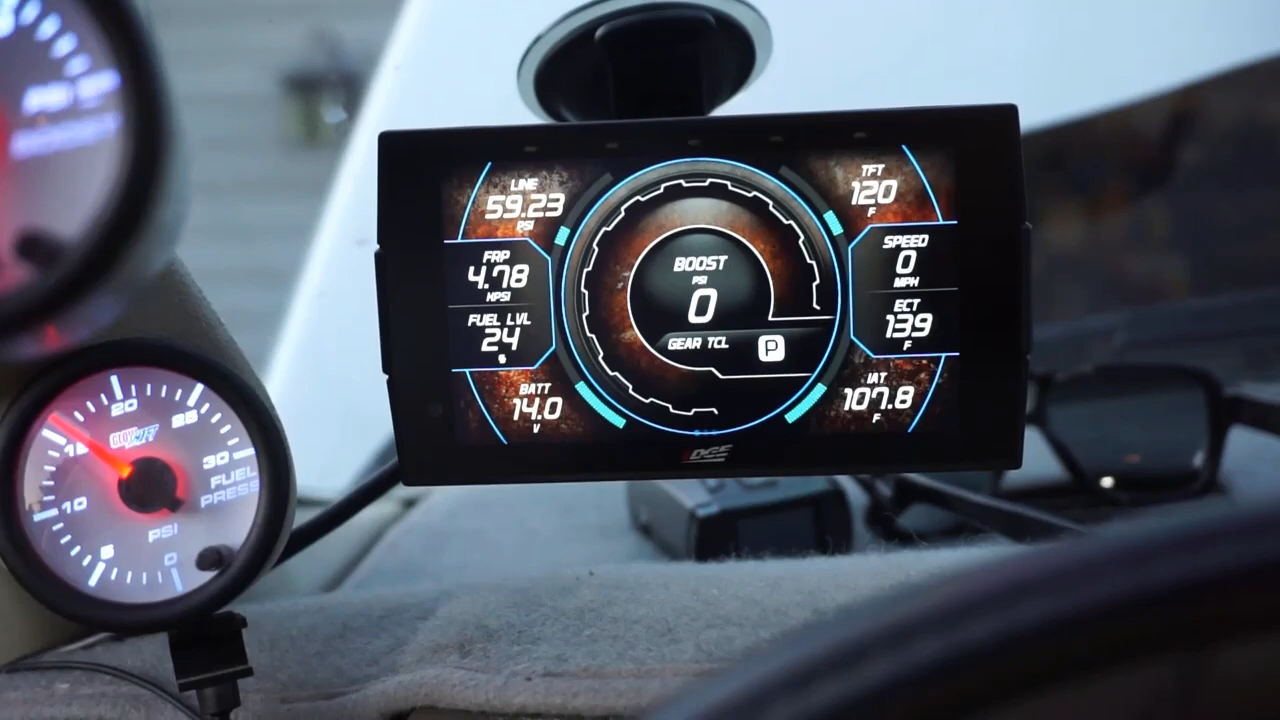 LINE
59.23
PSI
FRP
4.78
KPSI
FUEL LVL
24
%
BATT
14.0
V
BOOST
PSI
0
GEAR TCL
P
TFT
120
F
SPEED
0
MPH
ECT
139
F
IAT
107.8
F
EDGE
20
25
15
30
GLOWSHIFT
FUEL
PRESS
10
PSI
5
0